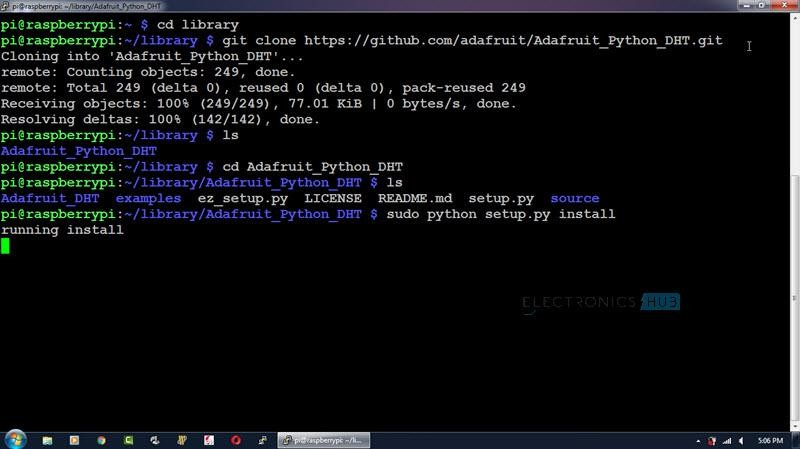 pi@raspberrypi: ~/library/Adafruit_Python_DHT
pi@raspberrypi:~ $ cd library
pi@raspberrypi:~/library $ git clone https://github.com/adafruit/Adafruit_Python_DHT.git
Cloning into 'Adafruit_Python_DHT'...
remote: Counting objects: 249, done.
remote: Total 249 (delta 0), reused 0 (delta 0), pack-reused 249
Receiving objects: 100% (249/249), 77.01 KiB | 0 bytes/s, done.
Resolving deltas: 100% (142/142), done.
pi@raspberrypi:~/library $ ls
Adafruit_Python_DHT
pi@raspberrypi:~/library $ cd Adafruit_Python_DHT
pi@raspberrypi:~/library/Adafruit_Python_DHT $ ls
Adafruit_DHT examples ez_setup.py LICENSE README.md setup.py source
pi@raspberrypi:~/library/Adafruit_Python_DHT $ sudo python setup.py install
running install
ELECTRONICS HUB
pi@raspberrypi: ~/li...
5:06 PM